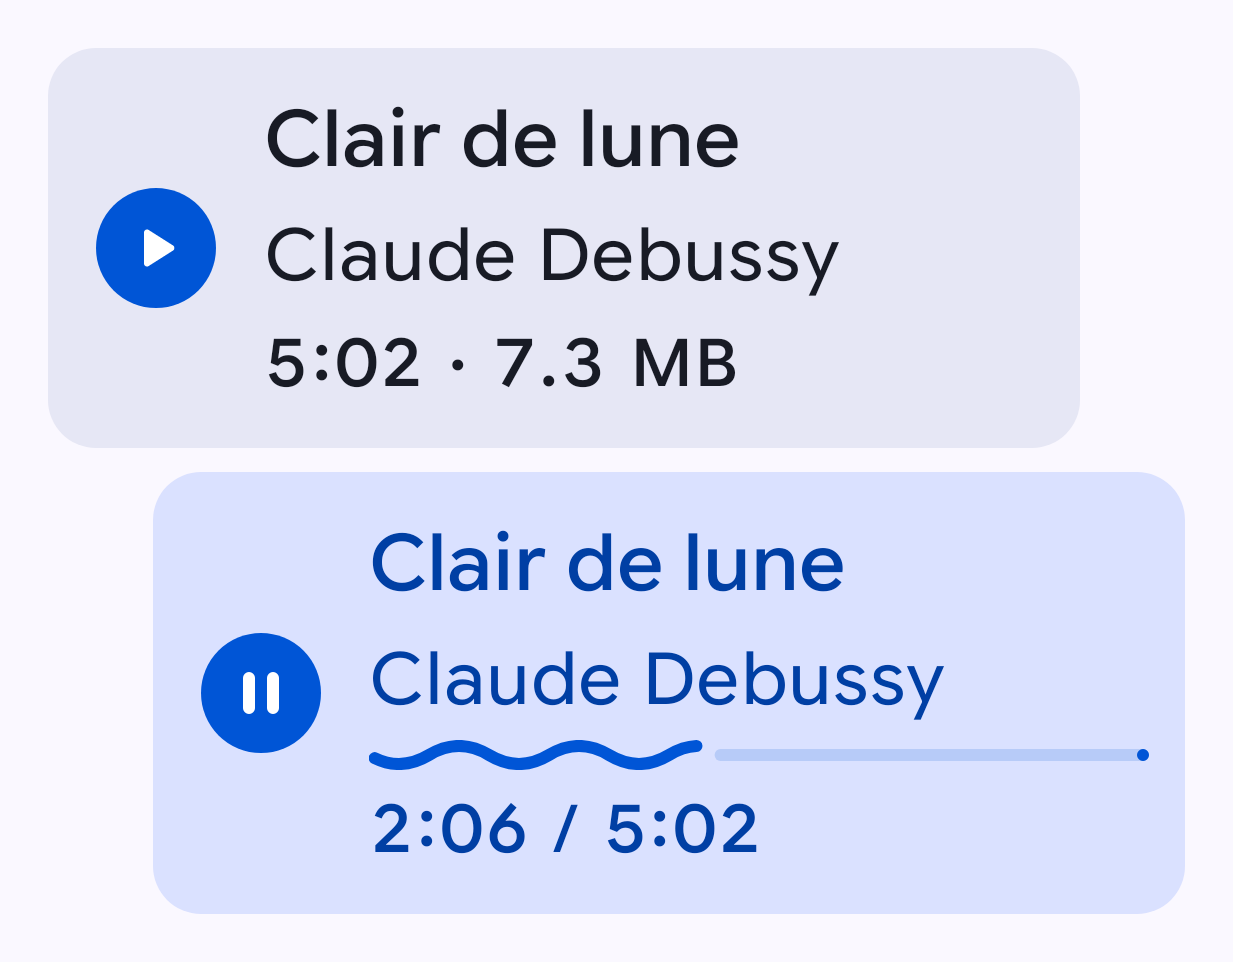 Clair de lune
Claude Debussy
5:02 · 7.3 MB
Clair de lune
Claude Debussy
2:06 / 5:02